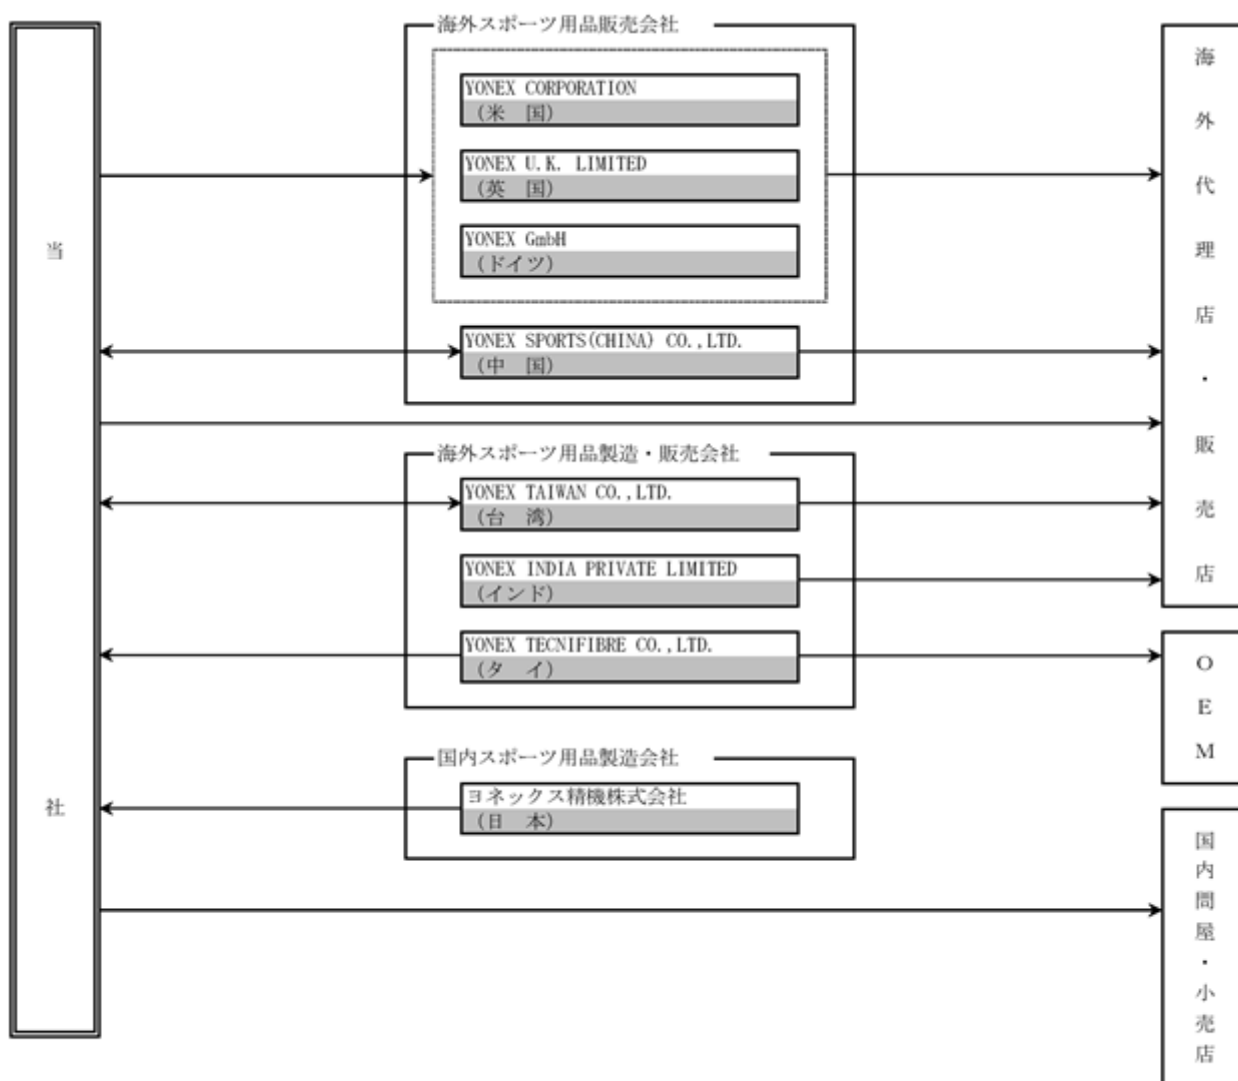 当社
海外スポーツ用品販売会社
YONEX CORPORATION
（米　国）
YONEX U.K. LIMITED
（英　国）
YONEX GmbH
（ドイツ）
YONEX SPORTS(CHINA) CO.,LTD.
（中　国）
海外スポーツ用品製造・販売会社
YONEX TAIWAN CO.,LTD.
（台　湾）
YONEX INDIA PRIVATE LIMITED
（インド）
YONEX TECNIFIBRE CO.,LTD.
（タ　イ）
国内スポーツ用品製造会社
ヨネックス精機株式会社
（日　本）
海外代理店・販売店
OEM
国内問屋・小売店